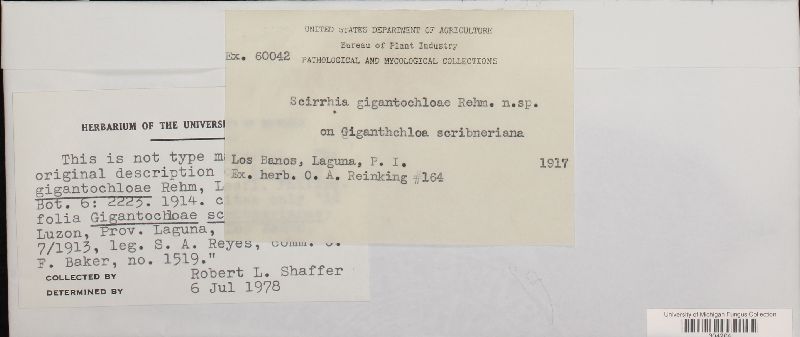 UNITED STATES DEPARTMENT OF AGRICULTURE
Bureau of Plant Industry
Ex. 60042 PATHOLOGICAL AND MYCOLOGICAL COLLECTIONS
Scirrhia gigantochloae Rehm. n.sp.
on Giganthchloa scribneriana
Los Banos, Laguna, P. I. 1917
Ex. herb. O. A. Reinking #164
HERBARIUM OF THE
This is not type
original description
gigantochloae Rehm, L
Bot. 6: 2223. 1914. c
folia Gigantochloae sc
Luzon, Prov. Laguna,
7/1913, leg. S. A. Reyes, comm. C.
F. Baker, no. 1519."
COLLECTED BY Robert L. Shaffer
DETERMINED BY 6 Jul 1978
University of Michigan Fungus Collection